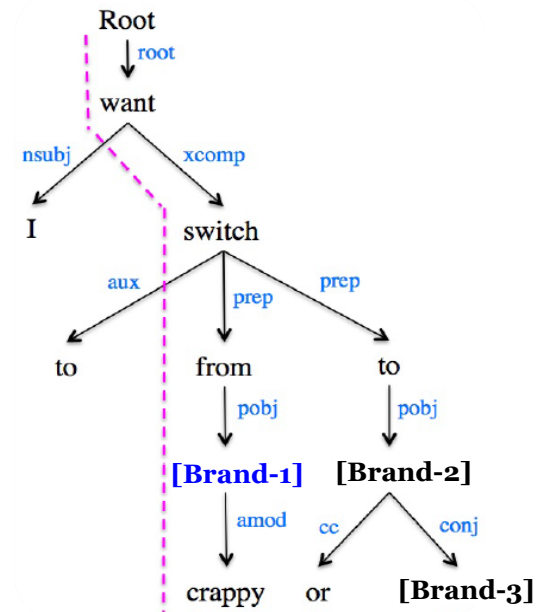 Root
root
want
nsubj xcomp
I switch
aux prep prep
to from to
pobj pobj
[Brand-1] [Brand-2]
amod cc conj
crappy or [Brand-3]